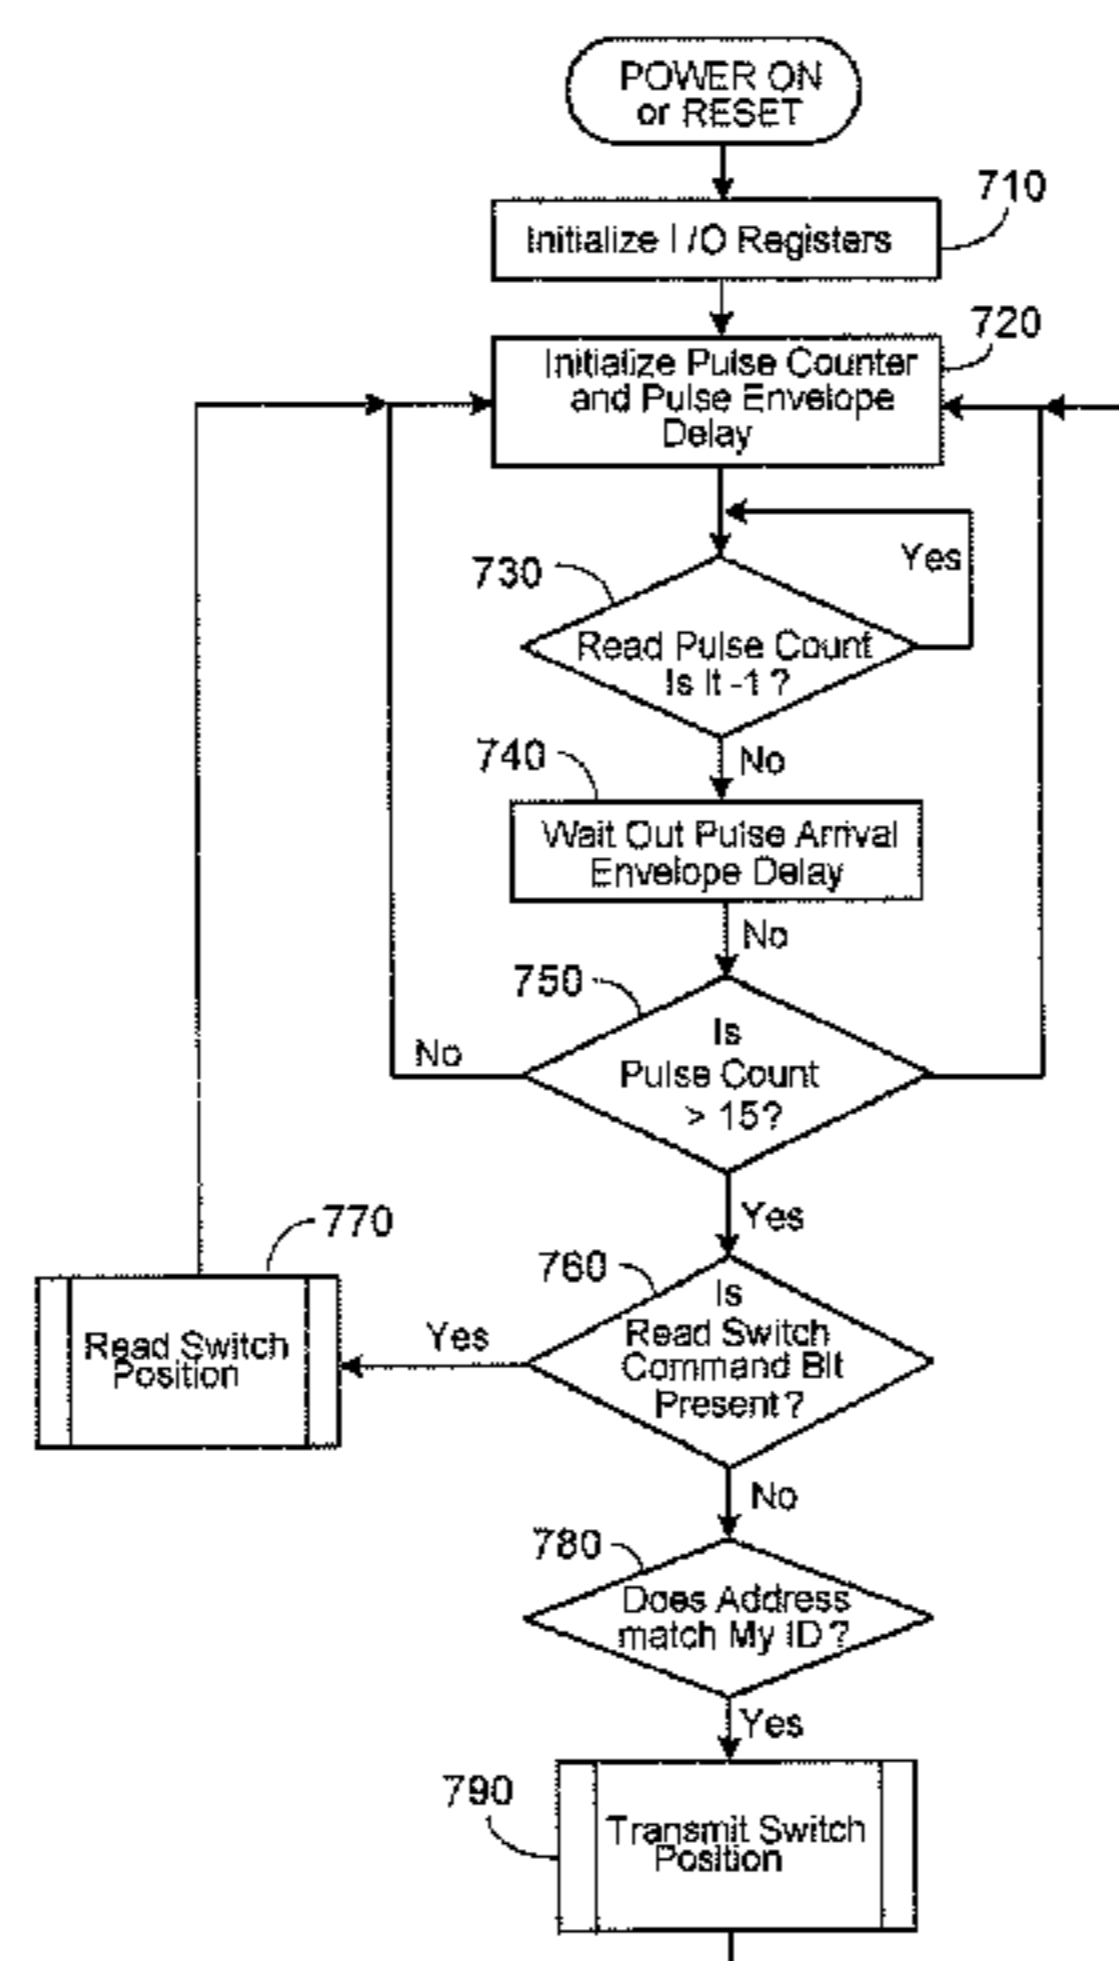 POWER ON
or RESET
710
Initialize I /O Registers
720
Initialize Pulse Counter
and Pulse Envelope
Delay
Yes
730
Read Pulse Count
Is It -1 ?
No
740
Wait Out Pulse Arrival
Envelope Delay
No
750
Is
Pulse Count
> 15?
No
Yes
770
760
Is
Read Switch
Command Bit
Present ?
Yes
Read Switch
Position
No
780
Does Address
match My ID ?
Yes
790
Transmit Switch
Position